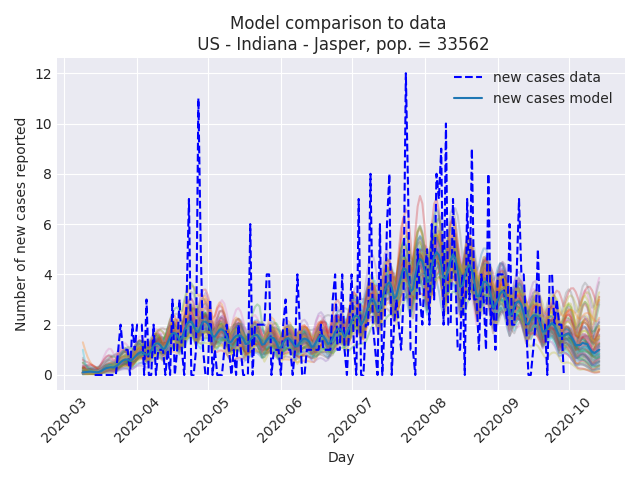 Model comparison to data
US - Indiana - Jasper, pop. = 33562
new cases data
new cases model
Number of new cases reported
12
10
8
6
4
2
0
2020-03
2020-04
2020-05
2020-06
2020-07
2020-08
2020-09
2020-10
Day